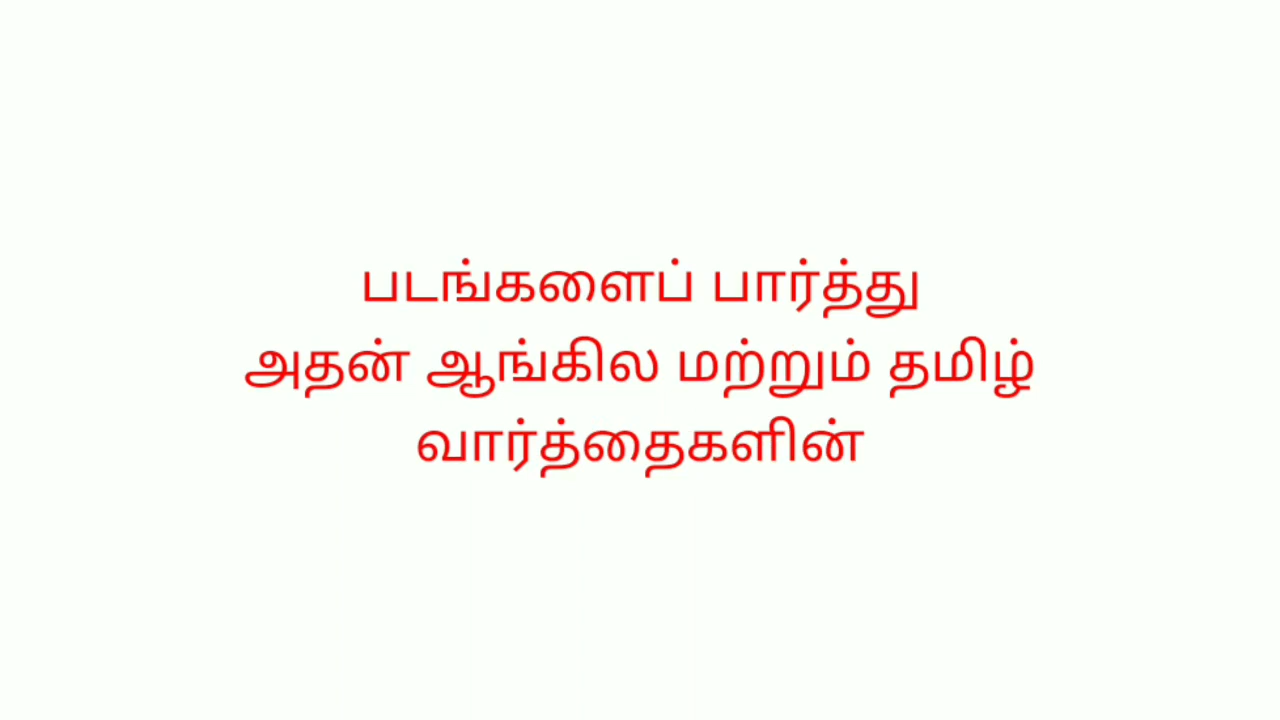 படங்களைப் பார்த்து
அதன் ஆங்கில மற்றும் தமிழ்
வார்த்தைகளின்